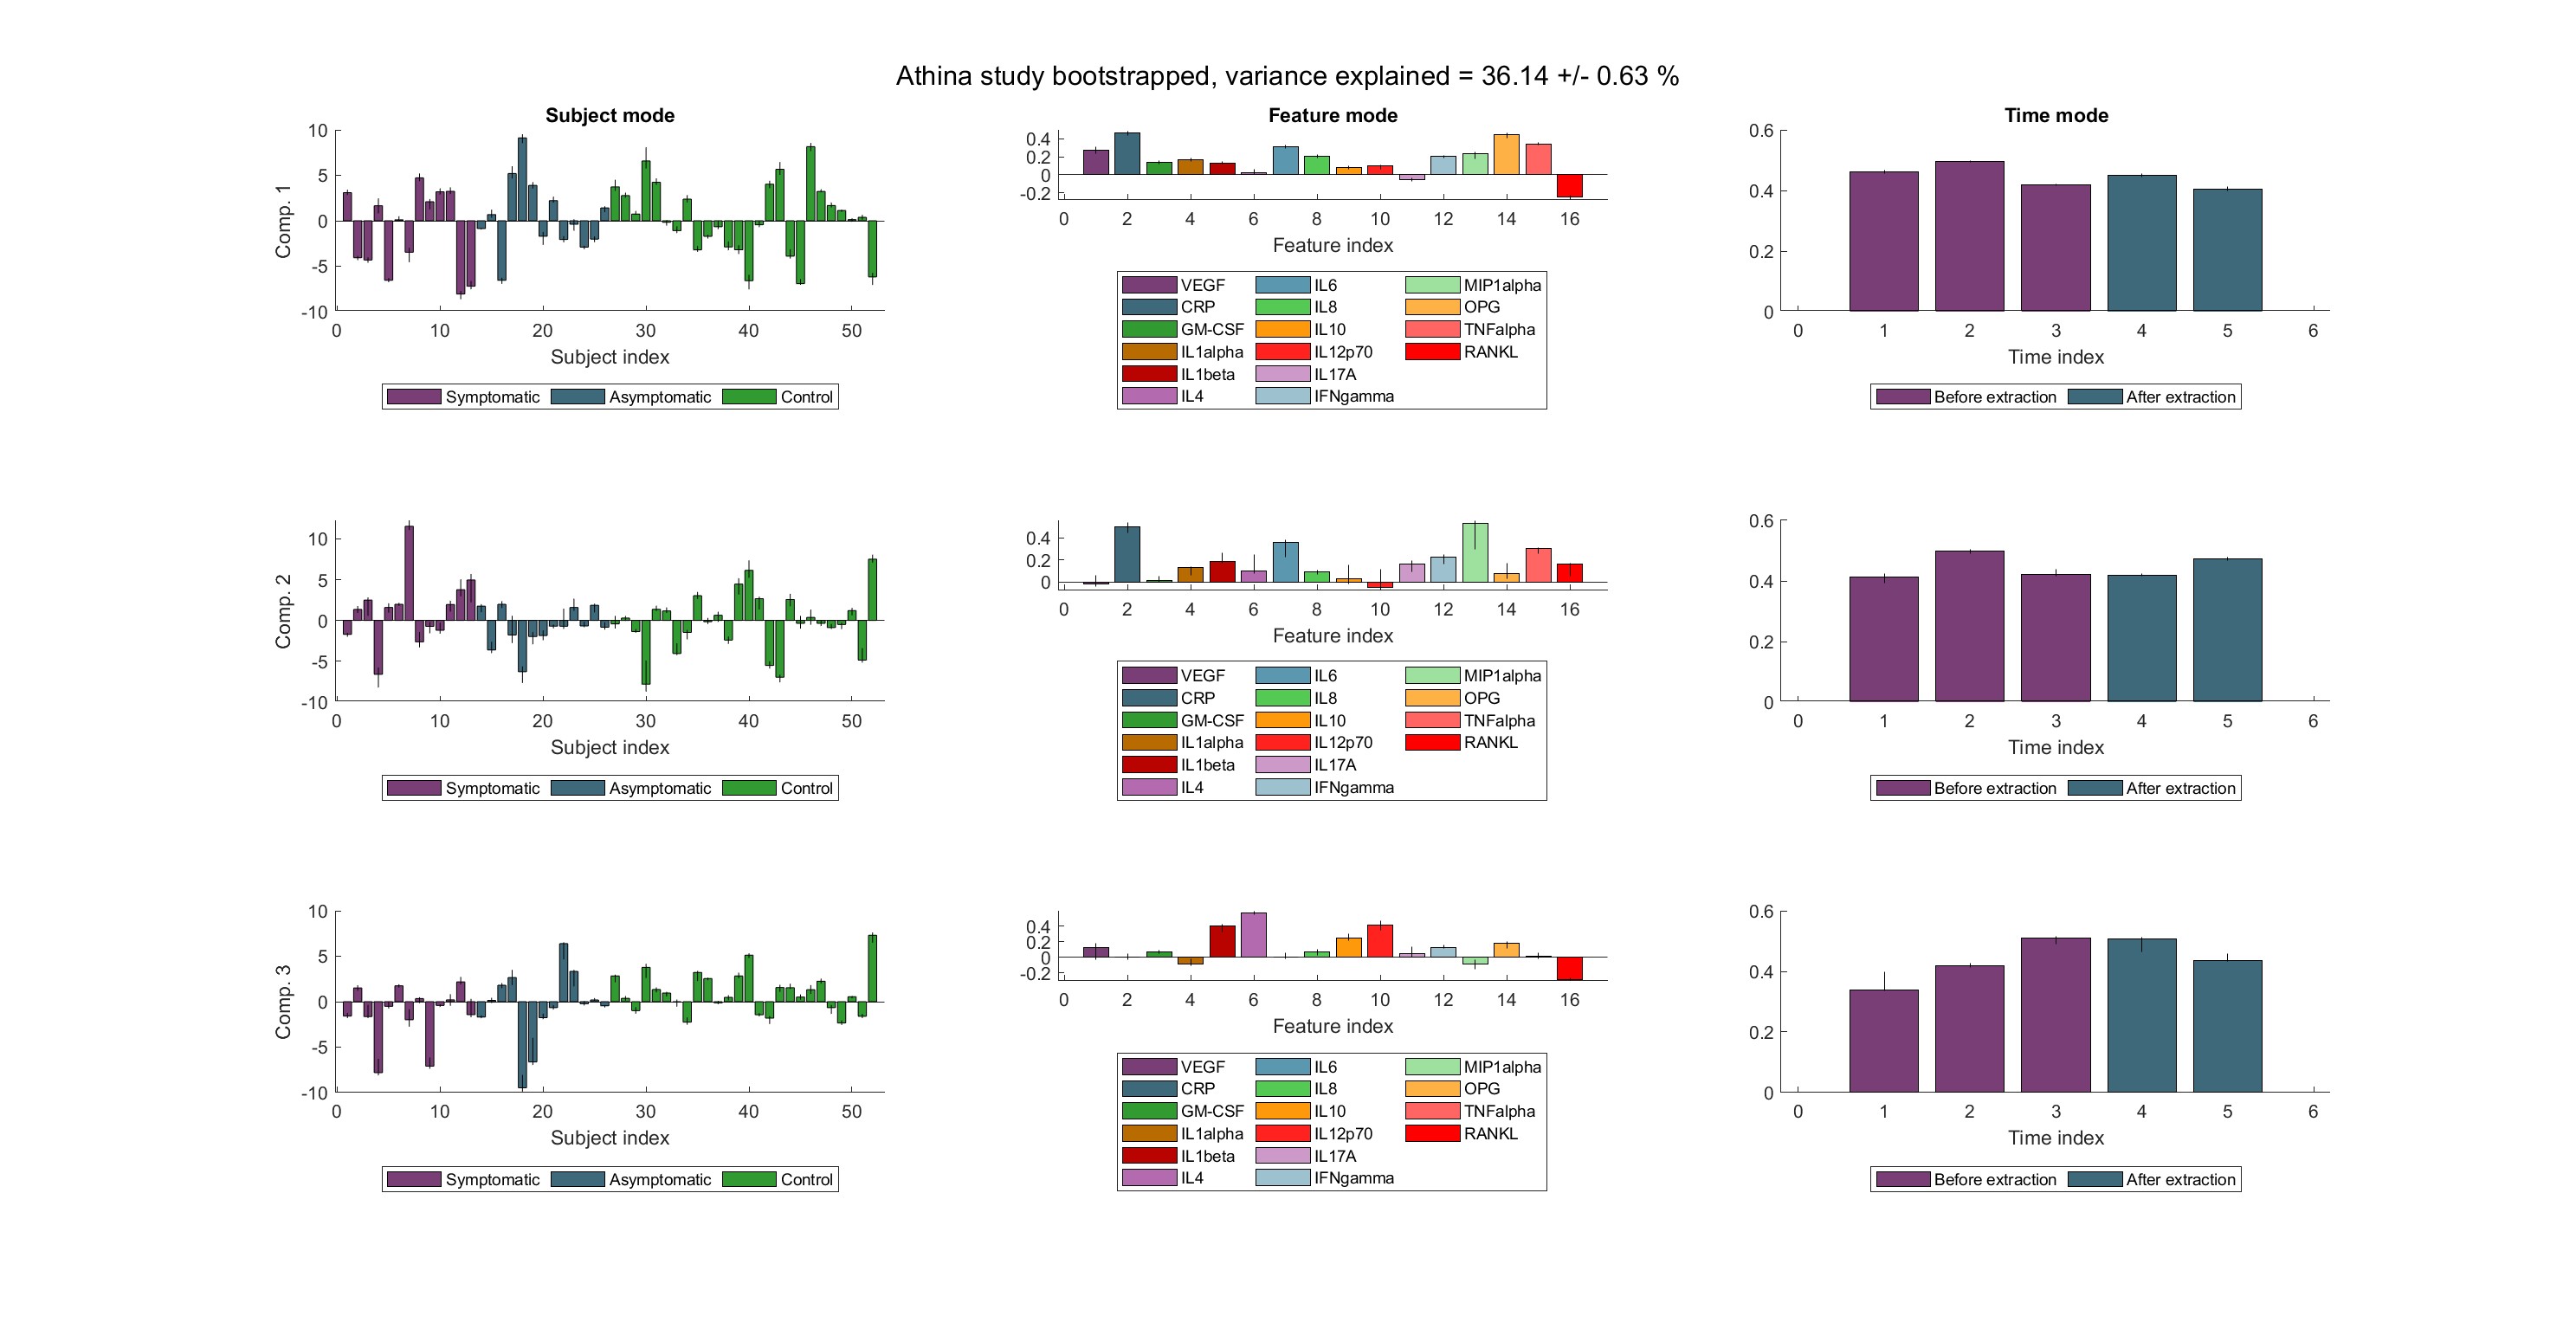 Athina study bootstrapped, variance explained = 36.14 +/- 0.63 %
Subject mode
10
5
0
-5
-10
Comp. 1
0 10 20 30 40 50
Subject index
Symptomatic Asymptomatic Control
Feature mode
0.4
0.2
0
-0.2
0 2 4 6 8 10 12 14 16
Feature index
VEGF IL6 MIP1alpha
CRP IL8 OPG
GM-CSF IL10 TNFalpha
IL1alpha IL12p70 RANKL
IL1beta IL17A
IL4 IFNgamma
Time mode
0.6
0.4
0.2
0
0 1 2 3 4 5 6
Time index
Before extraction After extraction
10
5
0
-5
-10
Comp. 2
0 10 20 30 40 50
Subject index
Symptomatic Asymptomatic Control
0.4
0.2
0
0 2 4 6 8 10 12 14 16
Feature index
VEGF IL6 MIP1alpha
CRP IL8 OPG
GM-CSF IL10 TNFalpha
IL1alpha IL12p70 RANKL
IL1beta IL17A
IL4 IFNgamma
0.6
0.4
0.2
0
0 1 2 3 4 5 6
Time index
Before extraction After extraction
10
5
0
-5
-10
Comp. 3
0 10 20 30 40 50
Subject index
Symptomatic Asymptomatic Control
0.4
0.2
0
-0.2
0 2 4 6 8 10 12 14 16
Feature index
VEGF IL6 MIP1alpha
CRP IL8 OPG
GM-CSF IL10 TNFalpha
IL1alpha IL12p70 RANKL
IL1beta IL17A
IL4 IFNgamma
0.6
0.4
0.2
0
0 1 2 3 4 5 6
Time index
Before extraction After extraction